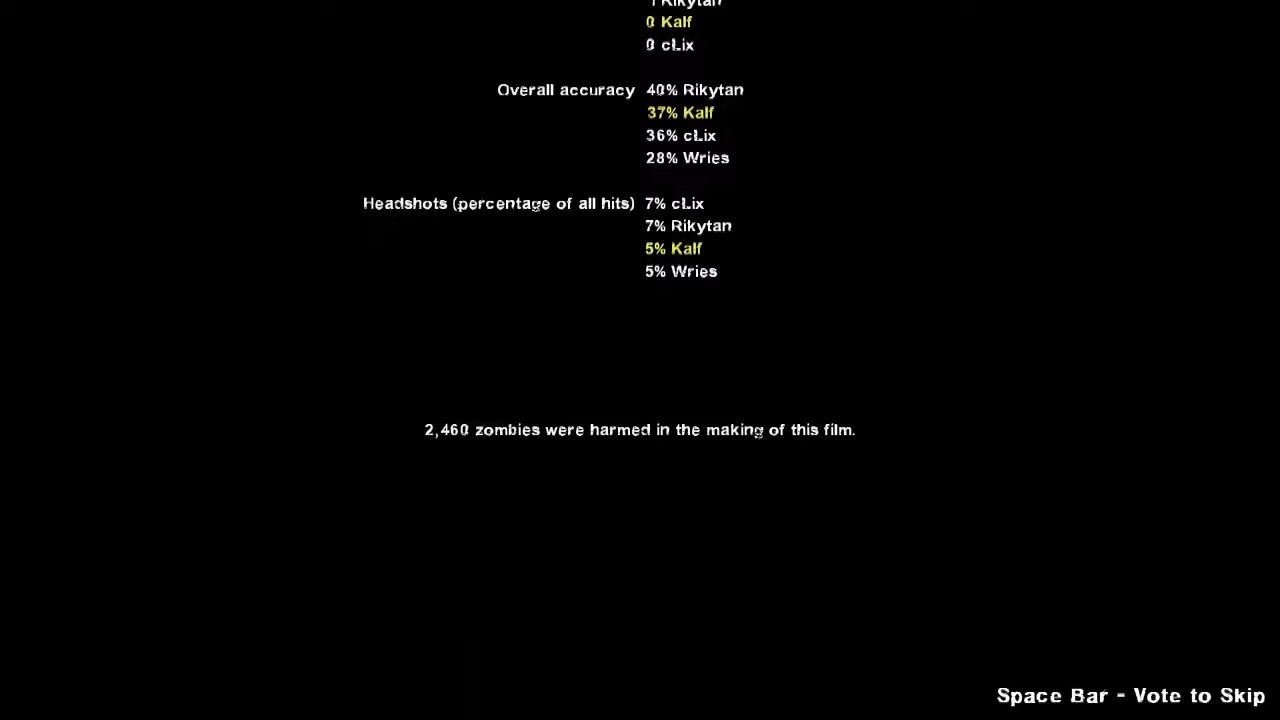 1 Rikytan
0 Kalf
0 cLix
Overall accuracy 40% Rikytan
37% Kalf
36% cLix
28% Wries
Headshots (percentage of all hits) 7% cLix
7% Rikytan
5% Kalf
5% Wries
2,460 zombies were harmed in the making of this film.
Space Bar - Vote to Skip